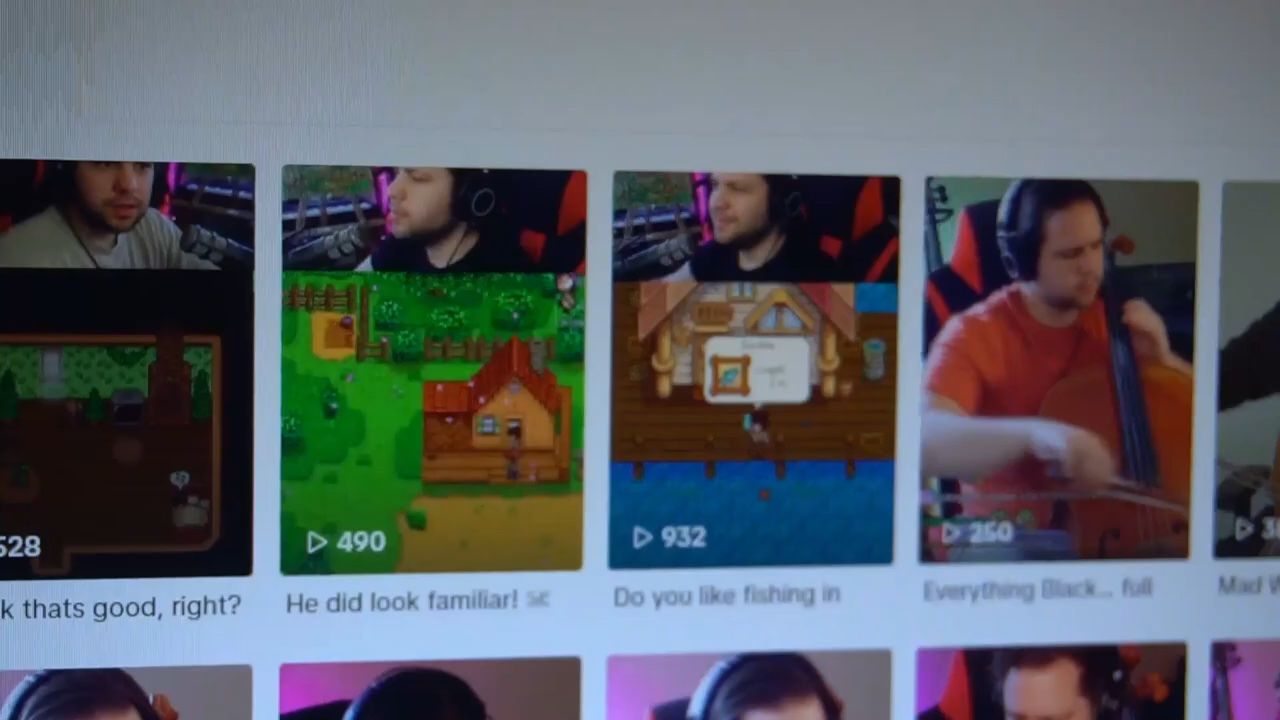 528
490
932
250
k thats good, right?
He did look familiar!
Do you like fishing in
Everything Black... full
Mad